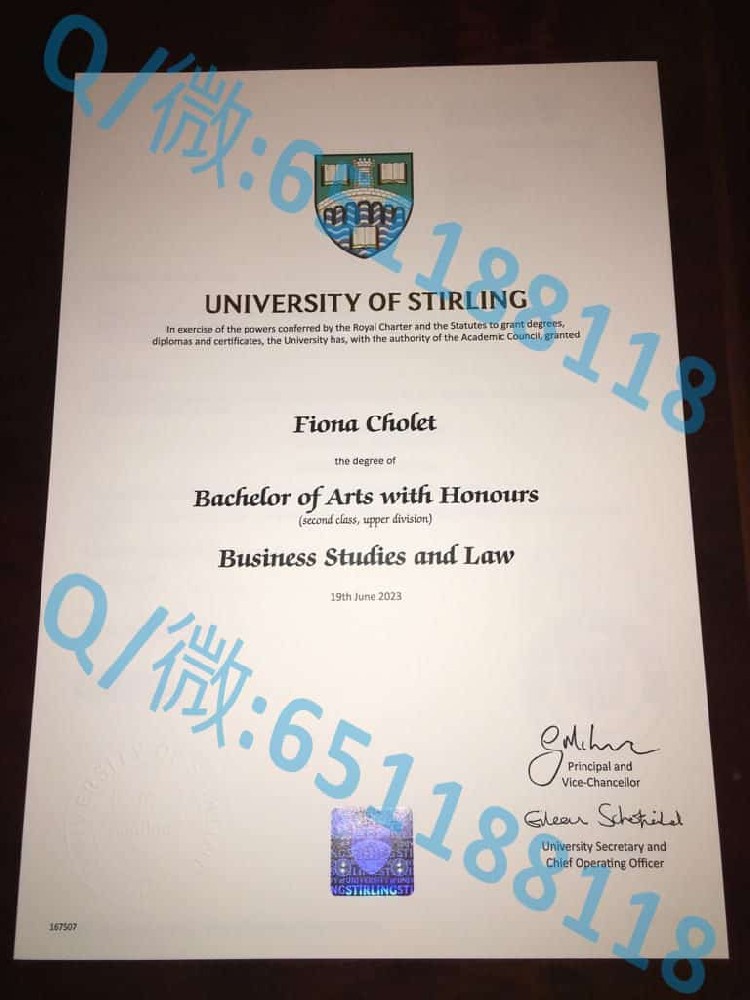 Q/微:651188118
UNIVERSITY OF STIRLING
In exercise of the powers conferred by the Royal Charter and the Statutes to grant degrees,
diplomas and certificates, the University has, with the authority of the Academic Council, granted
Fiona Cholet
the degree of
Bachelor of Arts with Honours
(second class, upper division)
Business Studies and Law
19th June 2023
Q/微:651188118
Principal and
Vice-Chancellor
University Secretary and
Chief Operating Officer
NGSTIRLINGSTI
167507